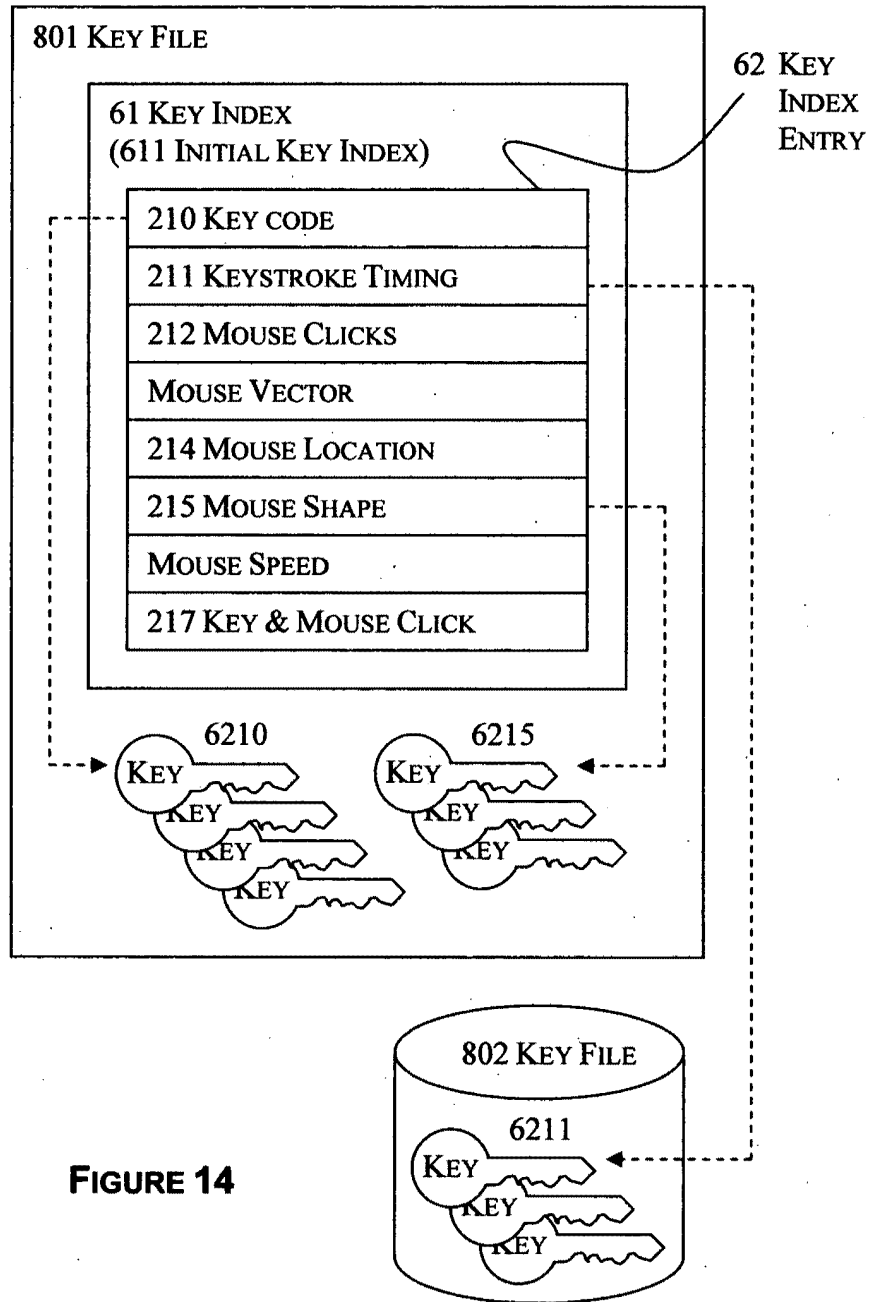 801 KEY FILE
62 KEY
INDEX
ENTRY
61 KEY INDEX
(611 INITIAL KEY INDEX)
210 KEY CODE
211 KEYSTROKE TIMING
212 MOUSE CLICKS
MOUSE VECTOR
214 MOUSE LOCATION
215 MOUSE SHAPE
MOUSE SPEED
217 KEY & MOUSE CLICK
6210
KEY
KEY
KEY
KEY
6215
KEY
KEY
KEY
802 KEY FILE
6211
KEY
KEY
KEY
FIGURE 14